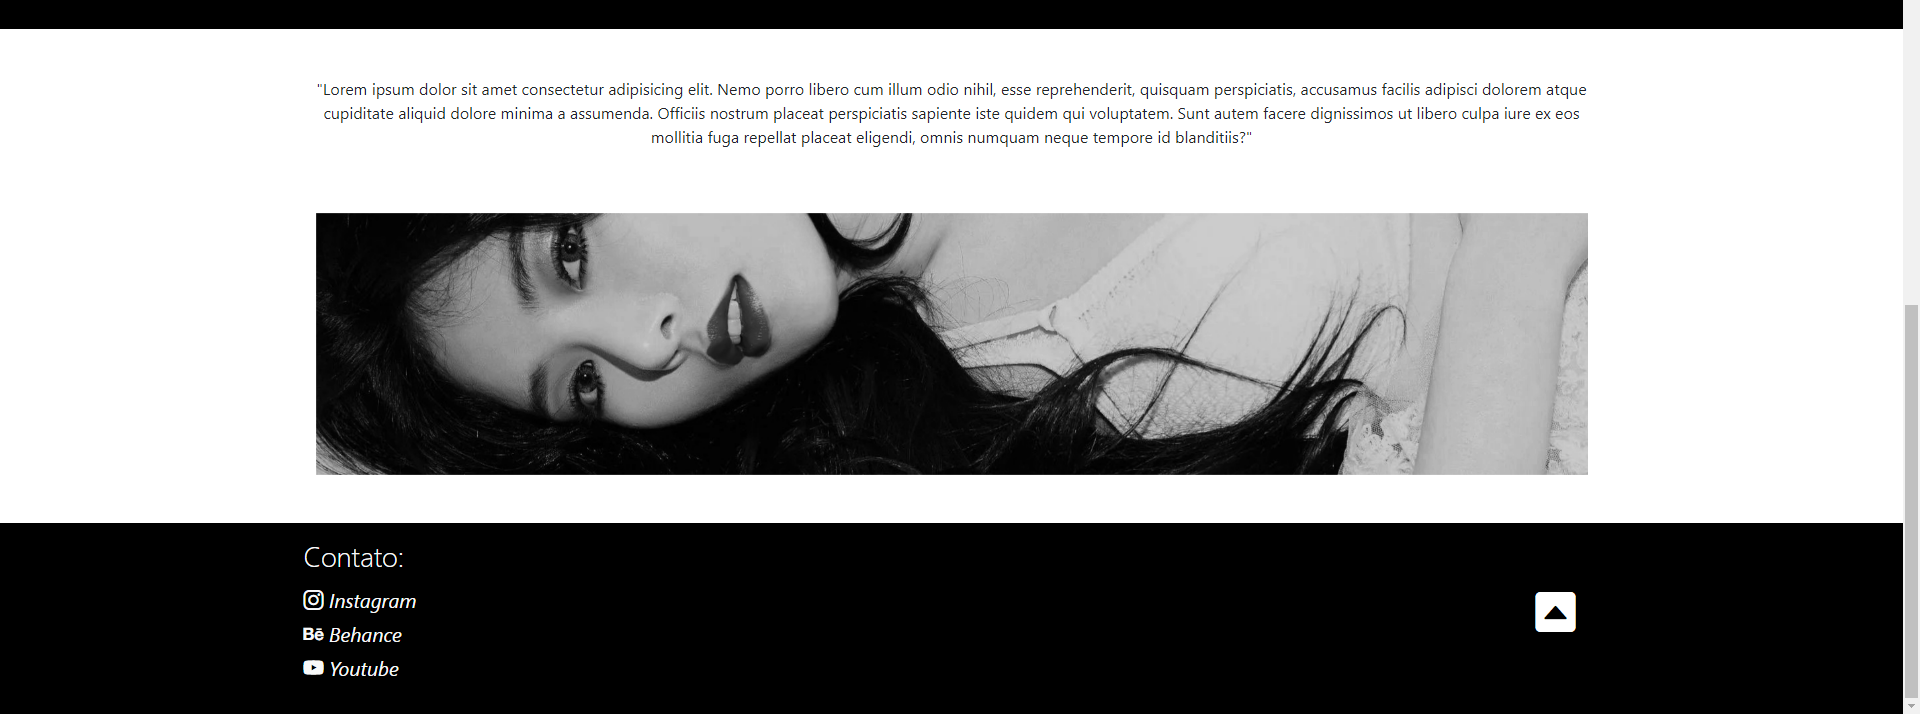 "Lorem ipsum dolor sit amet consectetur adipisicing elit. Nemo porro libero cum illum odio nihil, esse reprehenderit, quisquam perspiciatis, accusamus facilis adipisci dolorem atque
cupiditate aliquid dolore minima a assumenda. Officiis nostrum placeat perspiciatis sapiente iste quidem qui voluptatem. Sunt autem facere dignissimos ut libero culpa iure ex eos
mollitia fuga repellat placeat eligendi, omnis numquam neque tempore id blanditiis?"
Contato:
Instagram
Bē Behance
Youtube